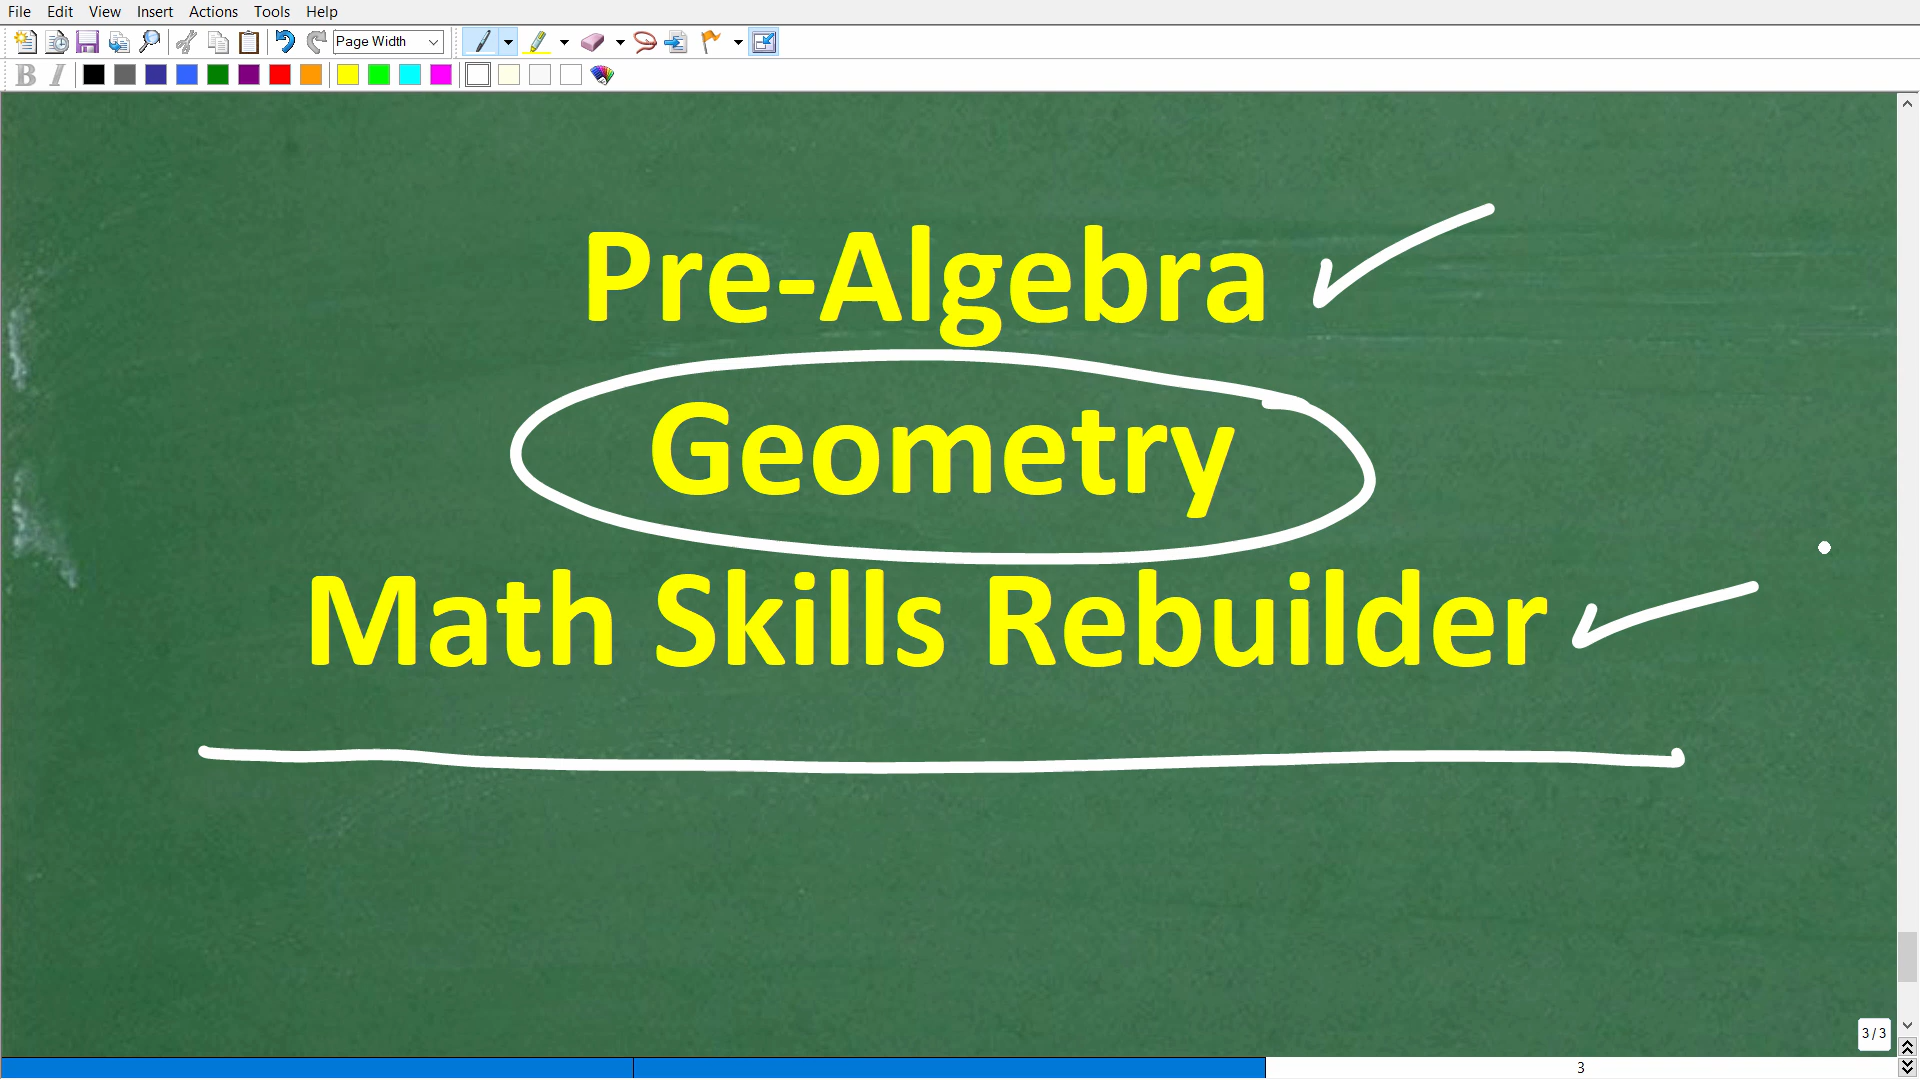 File Edit View Insert Actions Tools Help
Page Width
B I
Pre-Algebra
Geometry
Math Skills Rebuilder
3 / 3
3